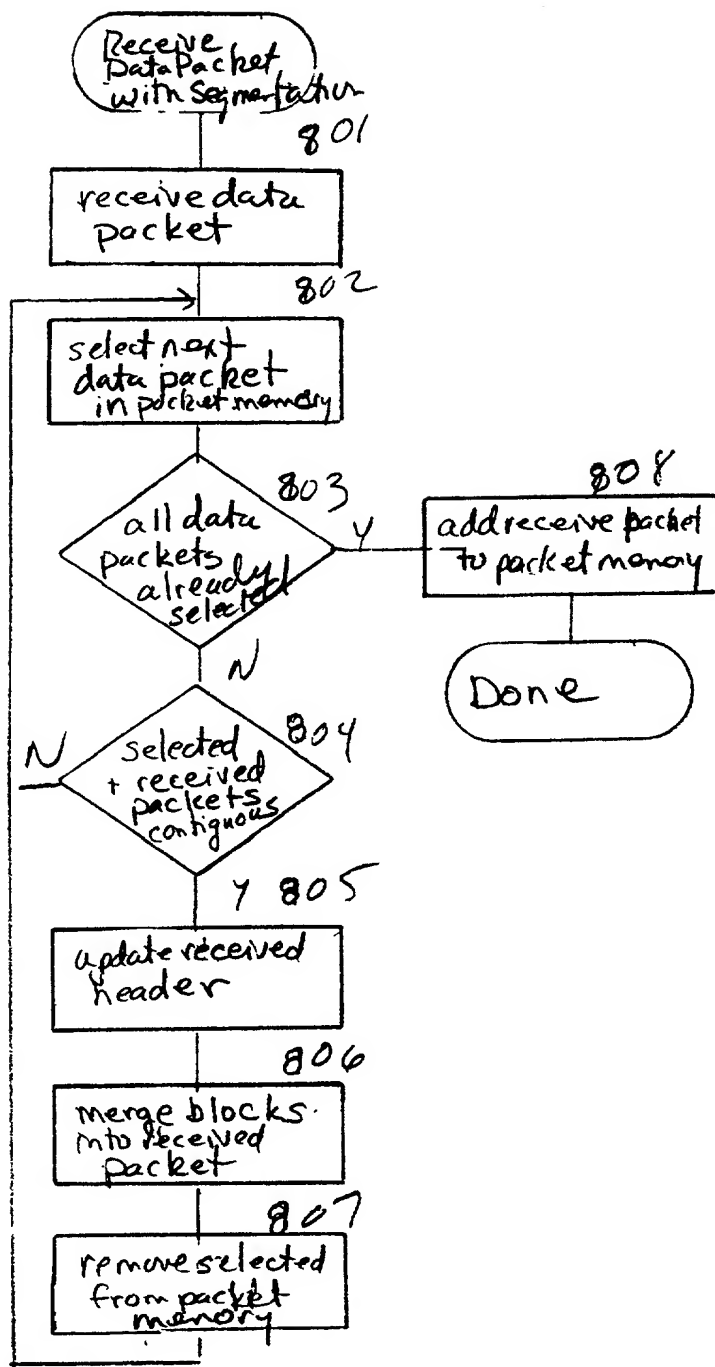 Receive
Data Packet
with Segmentation
801
receive data
packet
802
select next
data packet
in packet memory
803
all data
packets
already
selected
Y
808
add receive packet
to packet memory
Done
N
804
N
selected
+ received
packets
contiguous
Y 805
update received
header
806
merge blocks
into received
packet
807
remove selected
from packet
memory